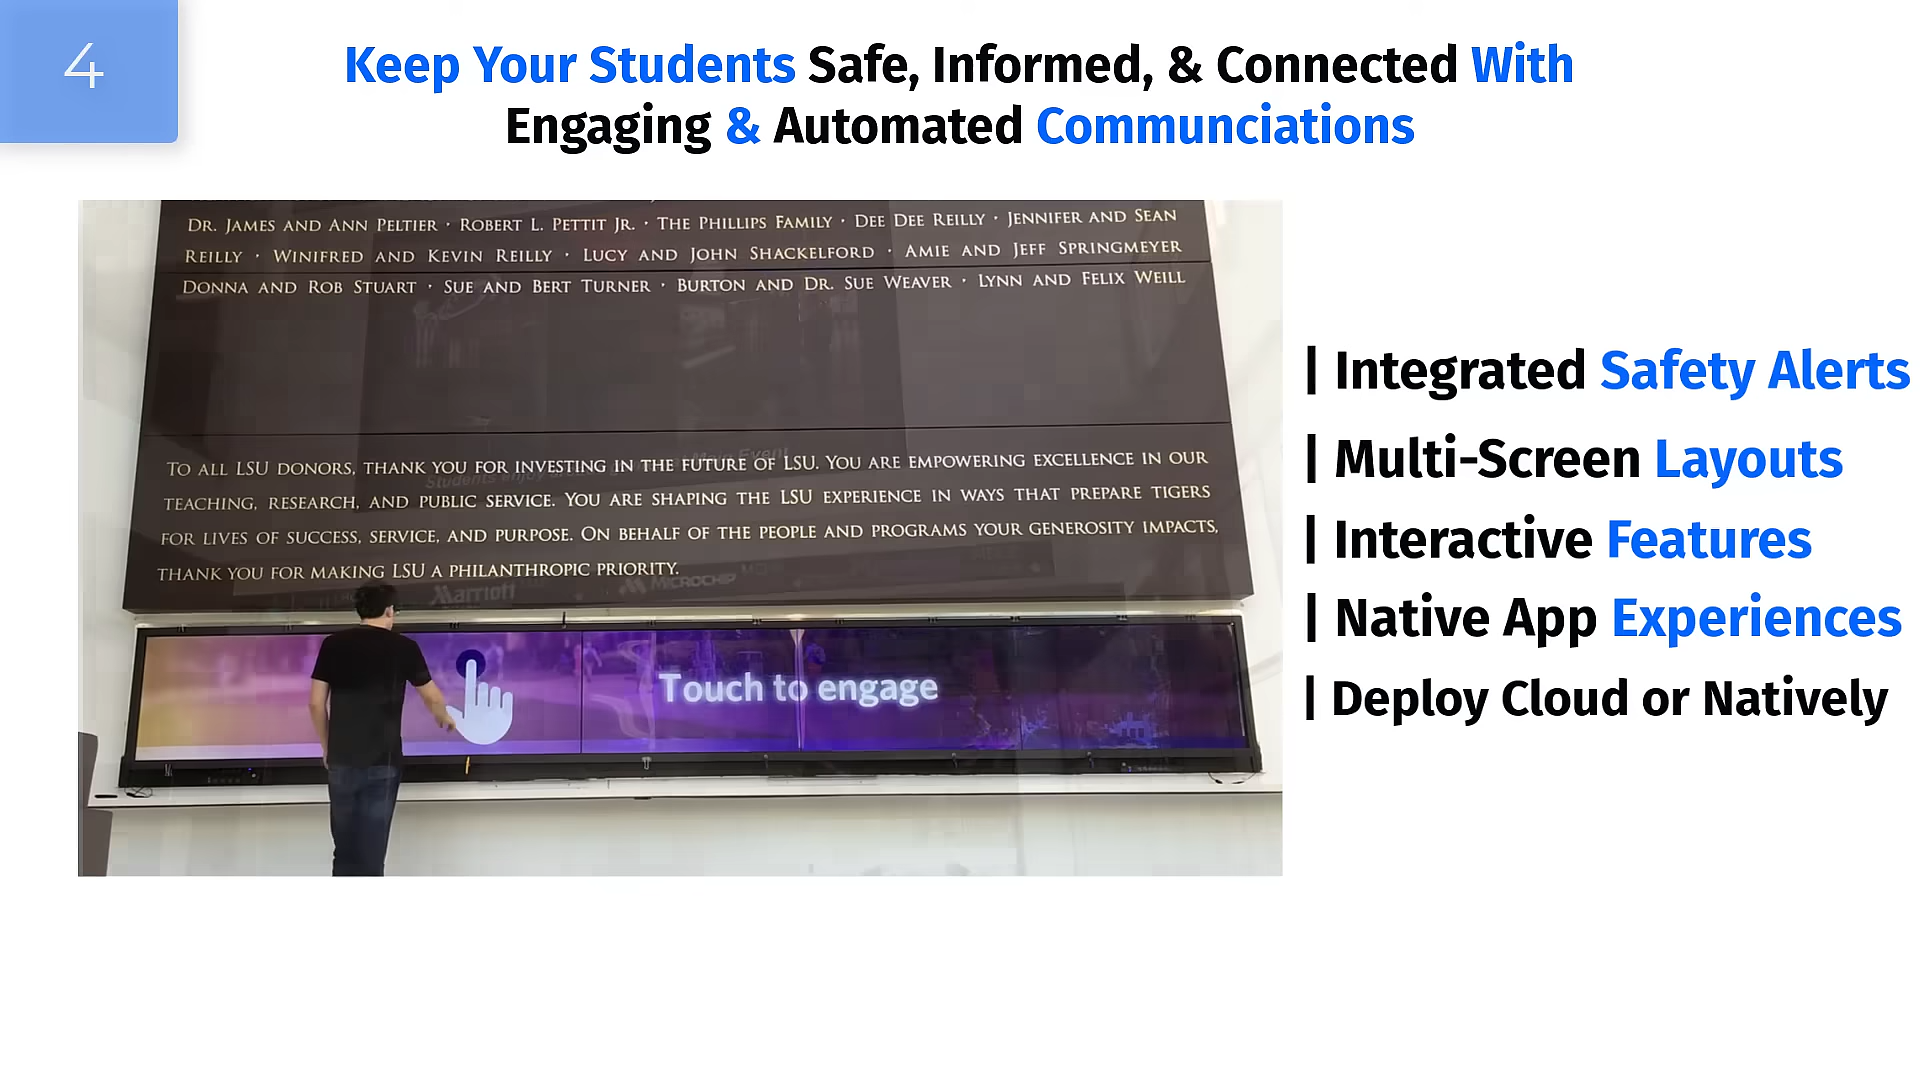 4
Keep Your Students Safe, Informed, & Connected With
Engaging & Automated Communciations
DR. JAMES AND ANN PELTIER · ROBERT L. PETTIT JR. · THE PHILLIPS FAMILY · DEE DEE REILLY · JENNIFER AND SEAN
REILLY · WINIFRED AND KEVIN REILLY · LUCY AND JOHN SHACKELFORD · AMIE AND JEFF SPRINGMEYER
DONNA AND ROB STUART · SUE AND BERT TURNER · BURTON AND DR. SUE WEAVER · LYNN AND FELIX WEILL
TO ALL LSU DONORS, THANK YOU FOR INVESTING IN THE FUTURE OF LSU. YOU ARE EMPOWERING EXCELLENCE IN OUR
TEACHING, RESEARCH, AND PUBLIC SERVICE. YOU ARE SHAPING THE LSU EXPERIENCE IN WAYS THAT PREPARE TIGERS
FOR LIVES OF SUCCESS, SERVICE, AND PURPOSE. ON BEHALF OF THE PEOPLE AND PROGRAMS YOUR GENEROSITY IMPACTS,
THANK YOU FOR MAKING LSU A PHILANTHROPIC PRIORITY.
Marriott
MICROCHIP
Touch to engage
| Integrated Safety Alerts
| Multi-Screen Layouts
| Interactive Features
| Native App Experiences
| Deploy Cloud or Natively